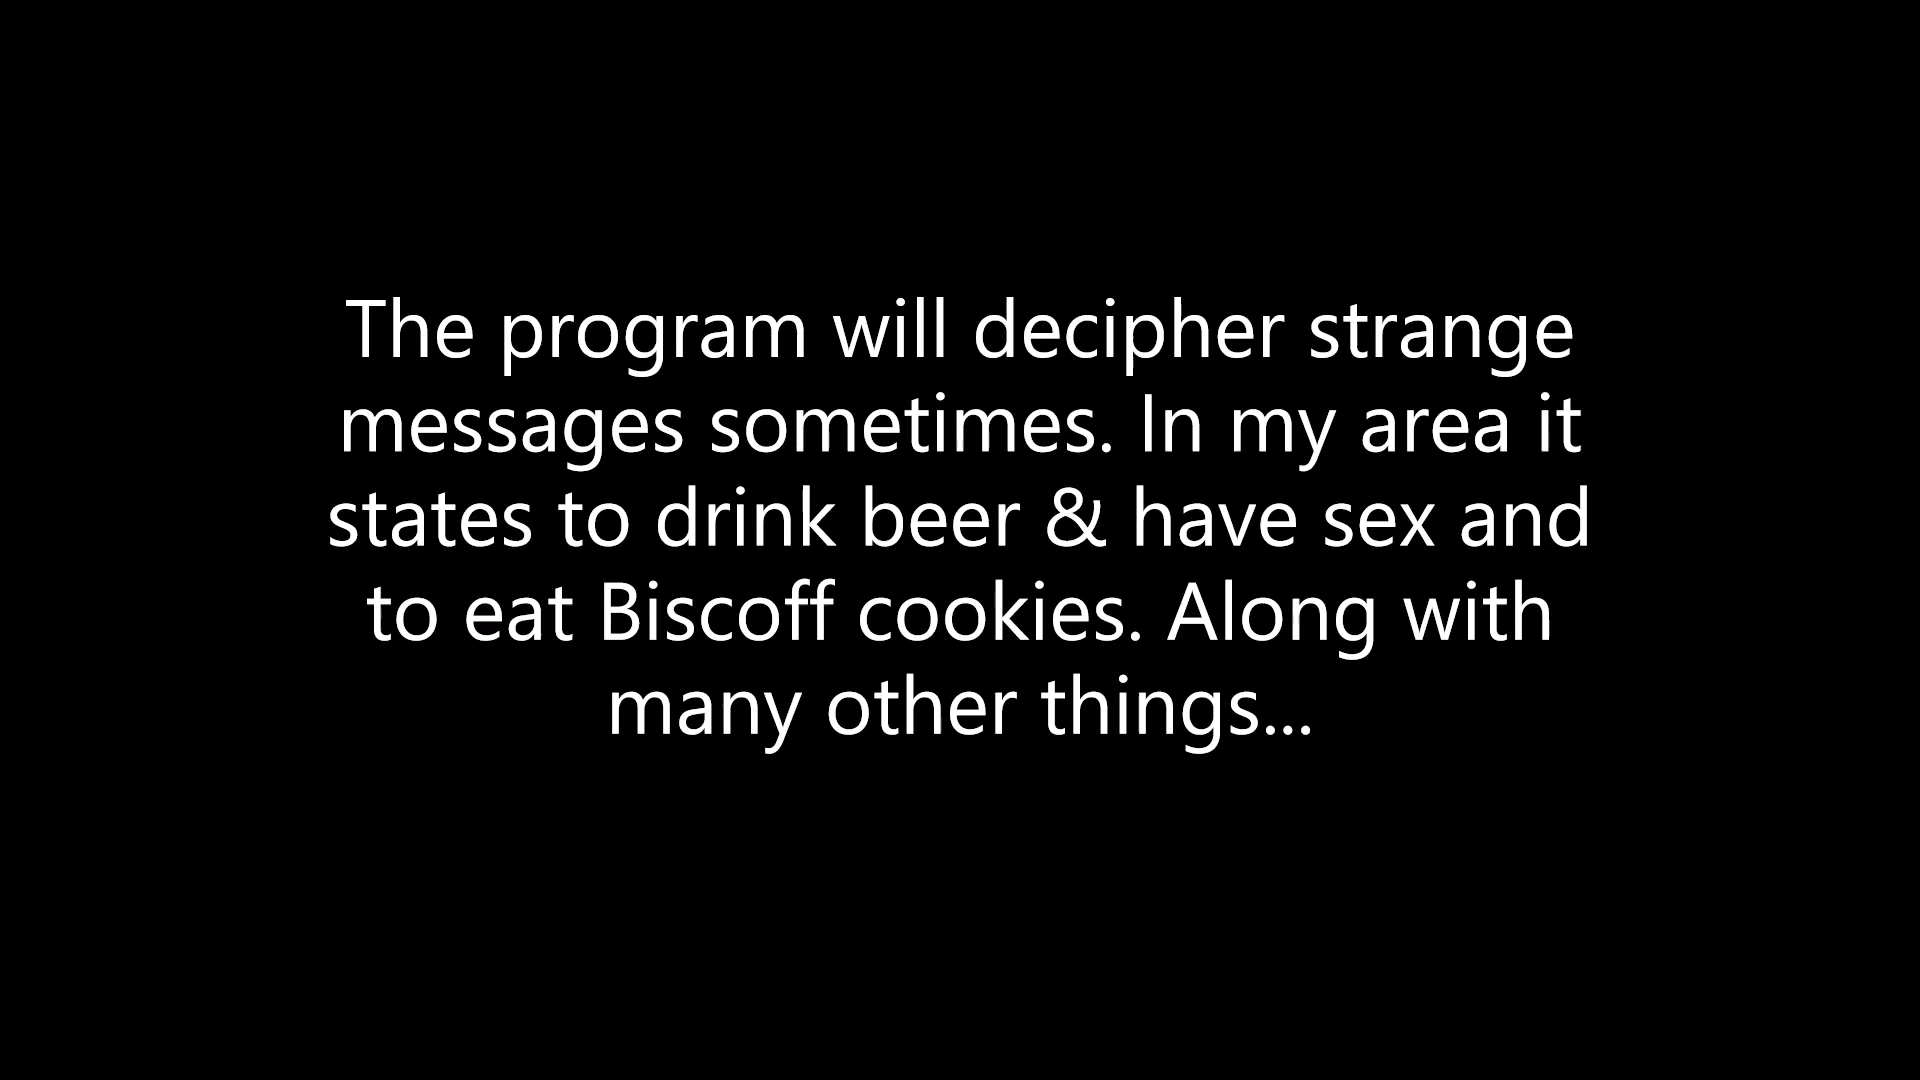 The program will decipher strange
messages sometimes. In my area it
states to drink beer & have sex and
to eat Biscoff cookies. Along with
many other things...